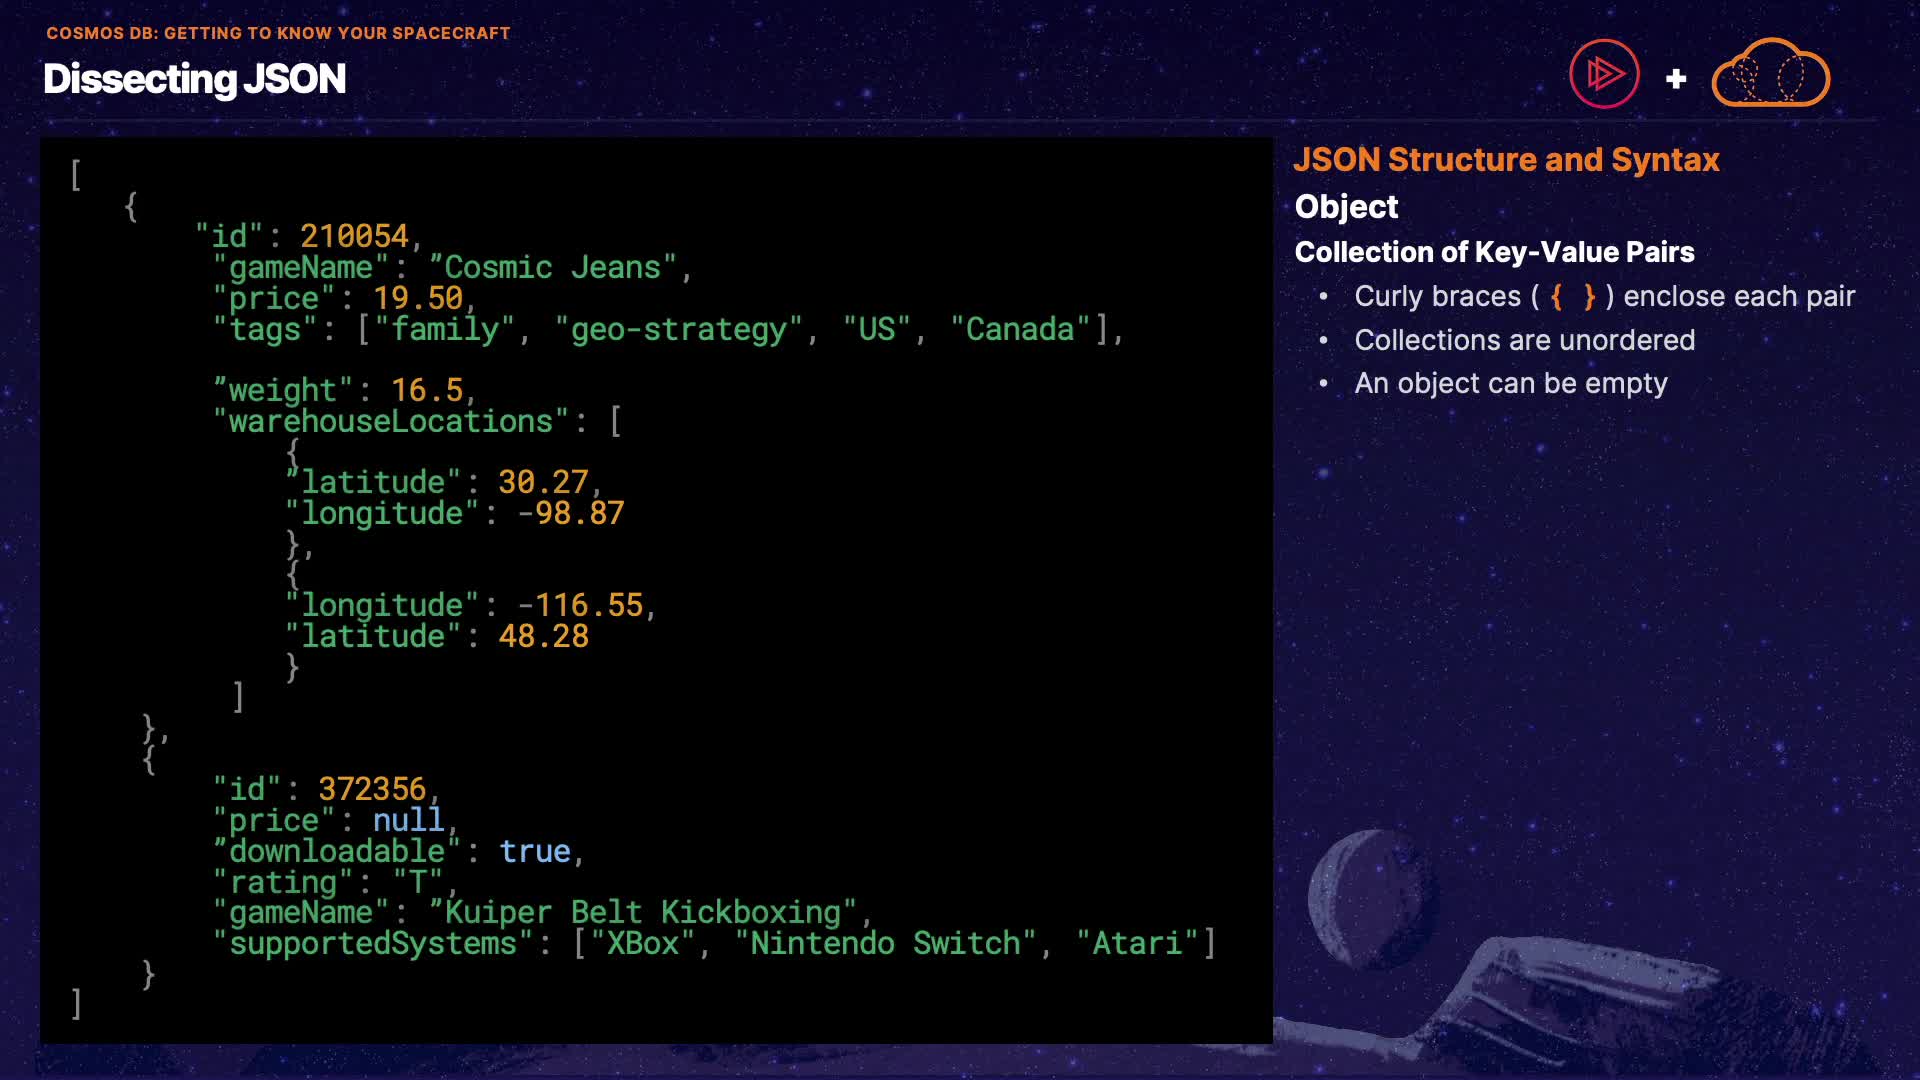 COSMOS DB: GETTING TO KNOW YOUR SPACECRAFT
Dissecting JSON
+
[
{
"id": 210054,
"gameName": ”Cosmic Jeans",
"price": 19.50,
"tags": ["family", "geo-strategy", "US", "Canada"],
”weight": 16.5,
"warehouseLocations": [
{
”latitude": 30.27,
"longitude": -98.87
},
{
"longitude": -116.55,
"latitude": 48.28
}
]
},
{
"id": 372356,
"price": null,
”downloadable": true,
"rating": "T",
"gameName": ”Kuiper Belt Kickboxing",
"supportedSystems": ["XBox", "Nintendo Switch", "Atari"]
}
]
JSON Structure and Syntax
Object
Collection of Key-Value Pairs
• Curly braces ( { } ) enclose each pair
• Collections are unordered
• An object can be empty